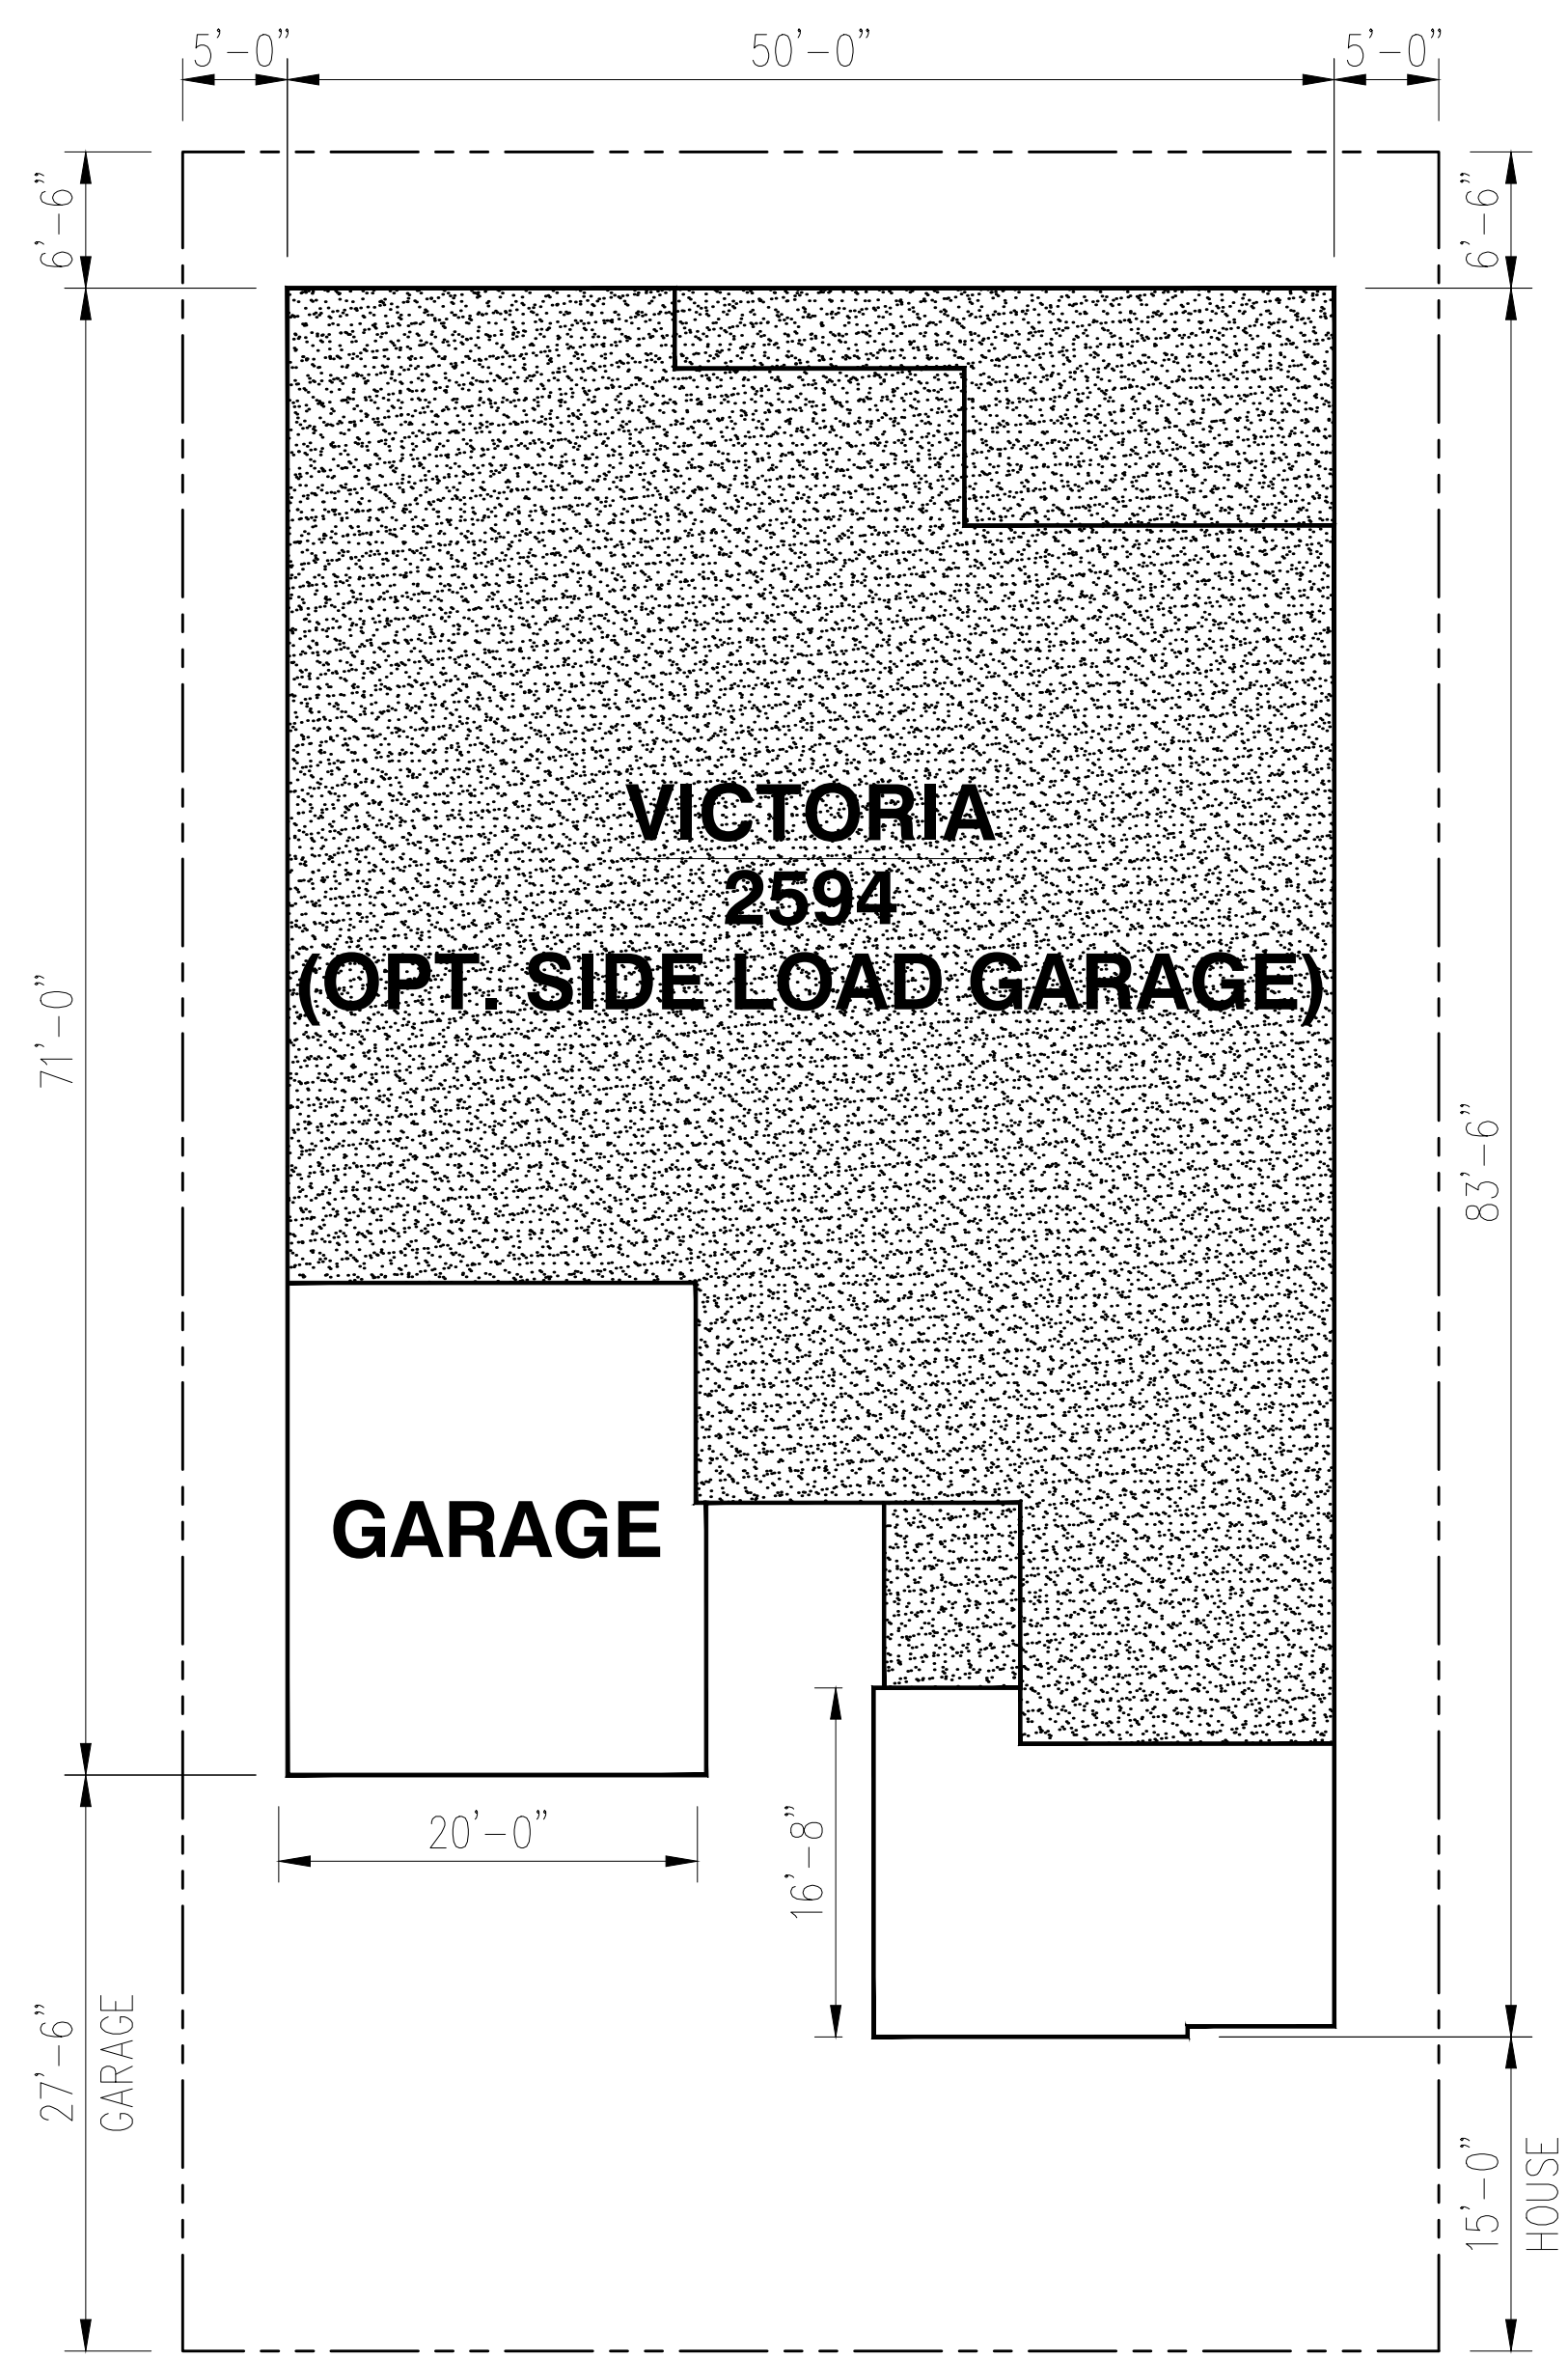 5'-0" 50'-0" 5'-0"
6'-6" 6'-6"
VICTORIA
2594
(OPT. SIDE LOAD GARAGE)
71'-0"
83'-6"
GARAGE
20'-0"
16'-8"
27'-6"
GARAGE
15'-0"
HOUSE